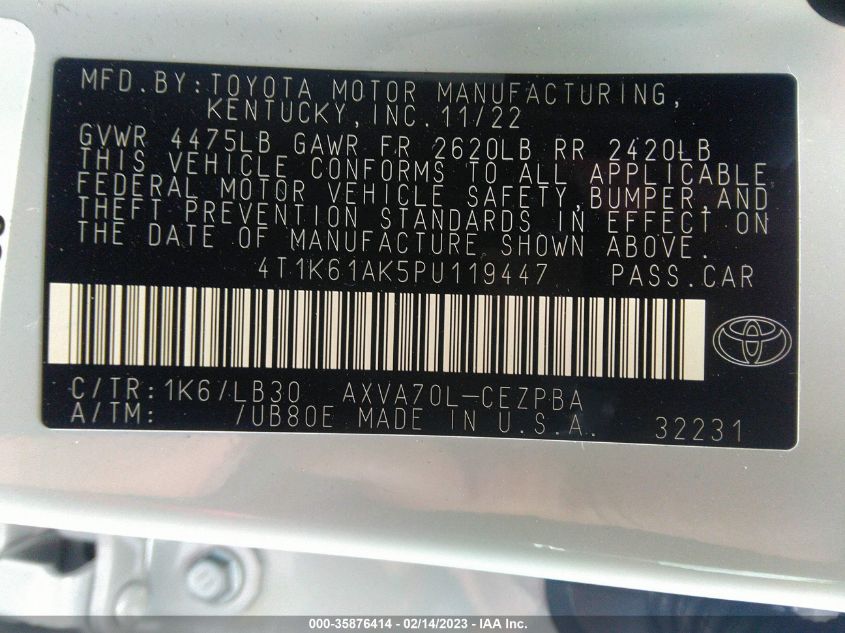 MFD.BY:TOYOTA MOTOR MANUFACTURING,
KENTUCKY,INC.11/22
GVWR 4475LB GAWR FR 2620LB RR 2420LB
THIS VEHICLE CONFORMS TO ALL APPLICABLE
FEDERAL MOTOR VEHICLE SAFETY,BUMPER,AND
THEFT PREVENTION STANDARDS IN EFFECT ON
THE DATE OF MANUFACTURE SHOWN ABOVE.
4T1K61AK5PU119447 PASS.CAR
C/TR:1K6/LB30 AXVA70L-CEZPBA
A/TM: /UB80E MADE IN U.S.A. 32231
000-35876414 - 02/14/2023 - IAA Inc.